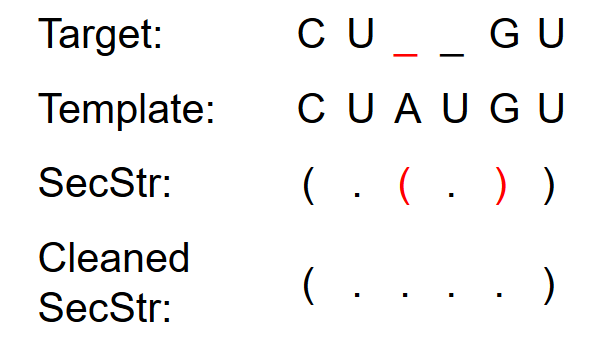 Target: C U _ _ G U
Template: C U A U G U
SecStr: ( . ( . ) )
Cleaned
SecStr: ( . . . . )